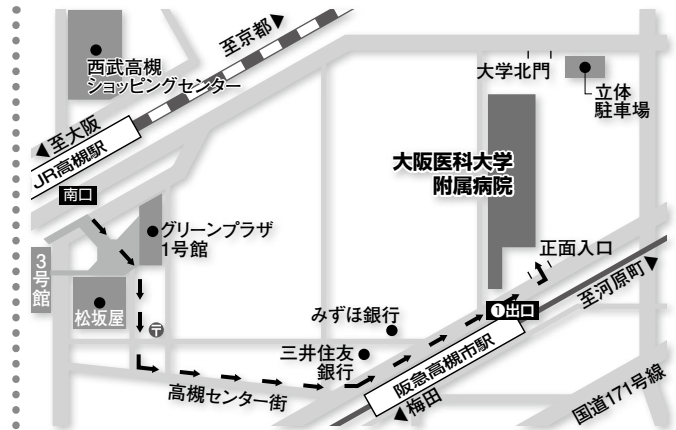 至京都
西武高槻
ショッピングセンター
大学北門
立体
駐車場
至大阪
JR高槻駅
大阪医科大学
附属病院
南口
グリーンプラザ
1号館
正面入口
3号館
至河原町
松坂屋
〒
❶出口
みずほ銀行
三井住友
銀行
阪急高槻市駅
高槻センター街
梅田
国道171号線